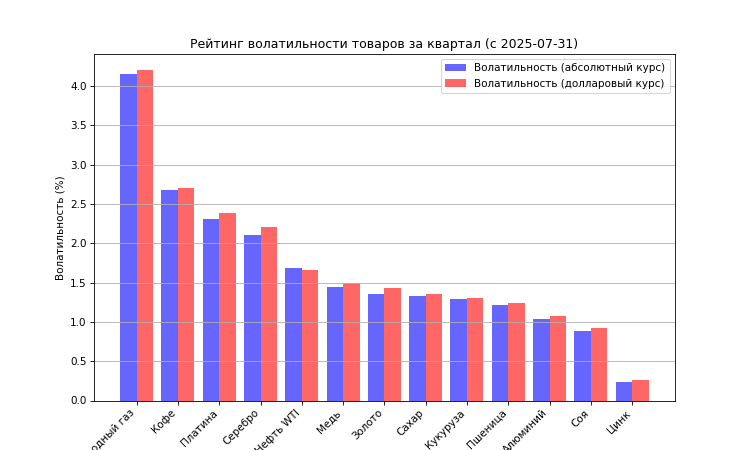 Рейтинг волатильности товаров за квартал (с 2025-07-31)
Волатильность (абсолютный курс)
Волатильность (долларовый курс)
Волатильность (%)
4.0
3.5
3.0
2.5
2.0
1.5
1.0
0.5
0.0
газ
Кофе
Платина
Серебро
Нефть WTI
Медь
Золото
Сахар
Кукуруза
Пшеница
Алюминий
Соя
Цинк